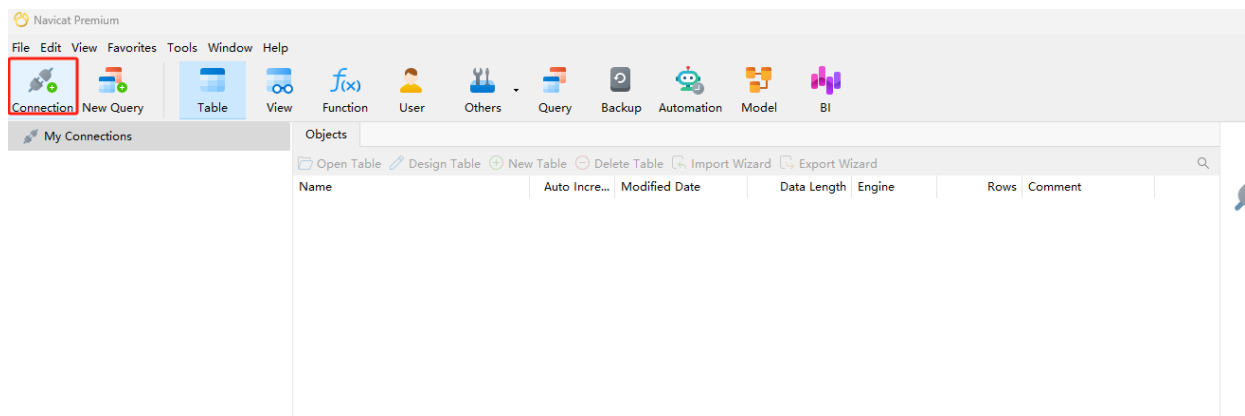 Navicat Premium
File Edit View Favorites Tools Window Help
Connection New Query Table View Function User Others Query Backup Automation Model BI
My Connections Objects
Open Table Design Table New Table Delete Table Import Wizard Export Wizard
Name Auto Incre... Modified Date Data Length Engine Rows Comment